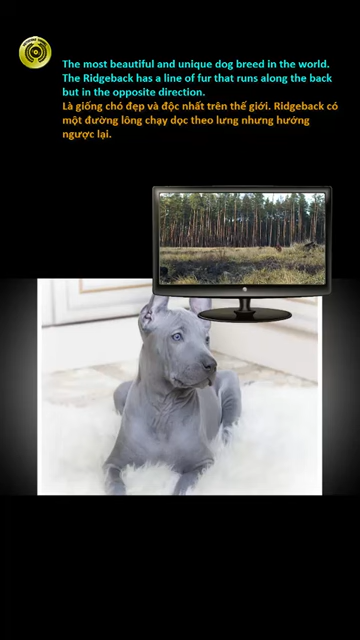 The most beautiful and unique dog breed in the world.
The Ridgeback has a line of fur that runs along the back
but in the opposite direction.
Là giống chó đẹp và độc nhất trên thế giới. Ridgeback có
một đường lông chạy dọc theo lưng nhưng hướng
ngược lại.